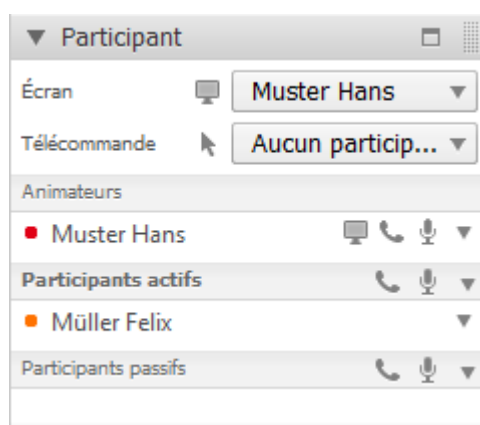 Participant
Écran Muster Hans
Télécommande Aucun particip...
Animateurs
Muster Hans
Participants actifs
Müller Felix
Participants passifs